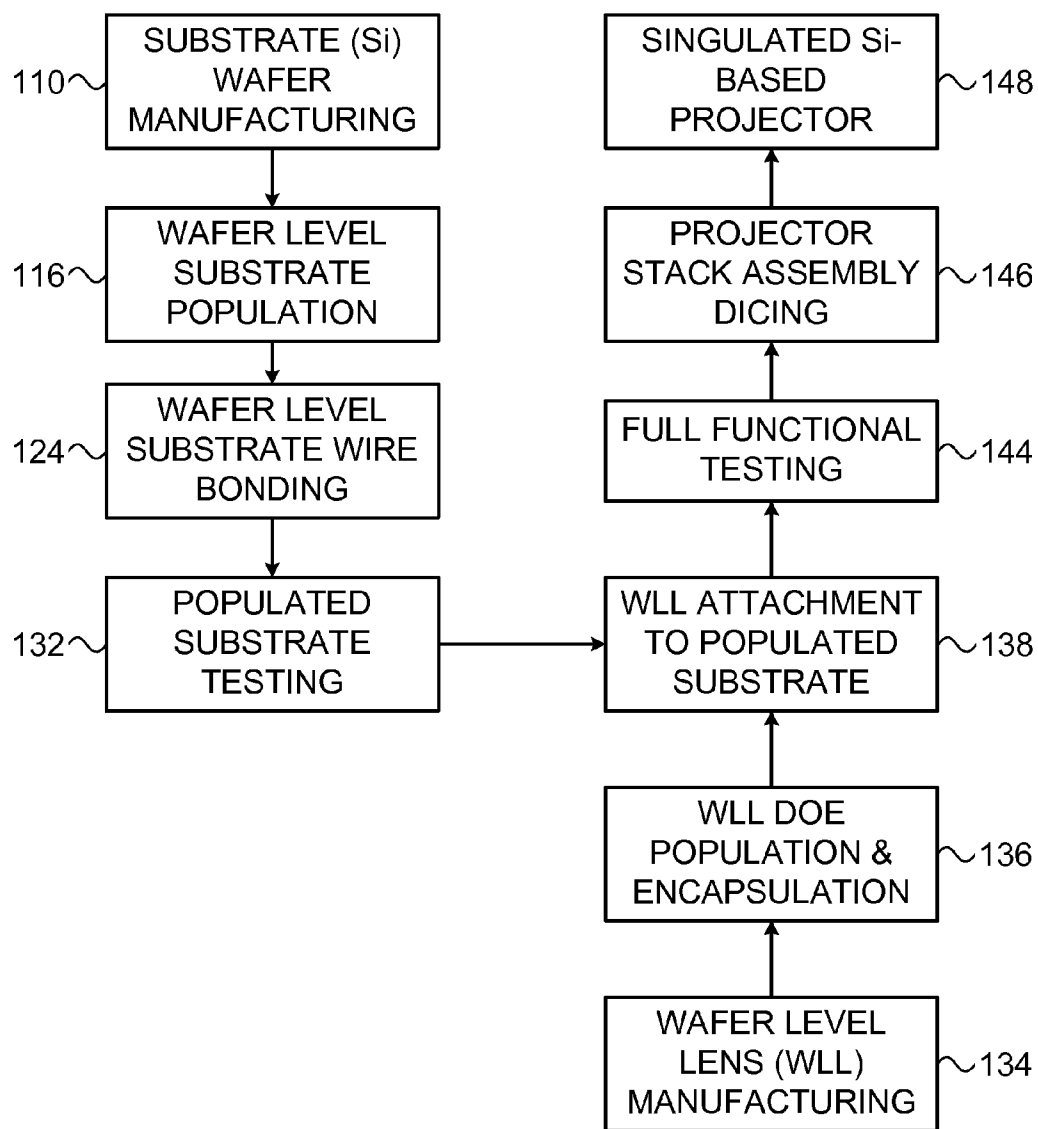 110
SUBSTRATE (Si)
WAFER
MANUFACTURING
116
WAFER LEVEL
SUBSTRATE
POPULATION
124
WAFER LEVEL
SUBSTRATE WIRE
BONDING
132
POPULATED
SUBSTRATE
TESTING
SINGULATED Si-
BASED
PROJECTOR
148
PROJECTOR
STACK ASSEMBLY
DICING
146
FULL FUNCTIONAL
TESTING
144
WLL ATTACHMENT
TO POPULATED
SUBSTRATE
138
WLL DOE
POPULATION &
ENCAPSULATION
136
WAFER LEVEL
LENS (WLL)
MANUFACTURING
134